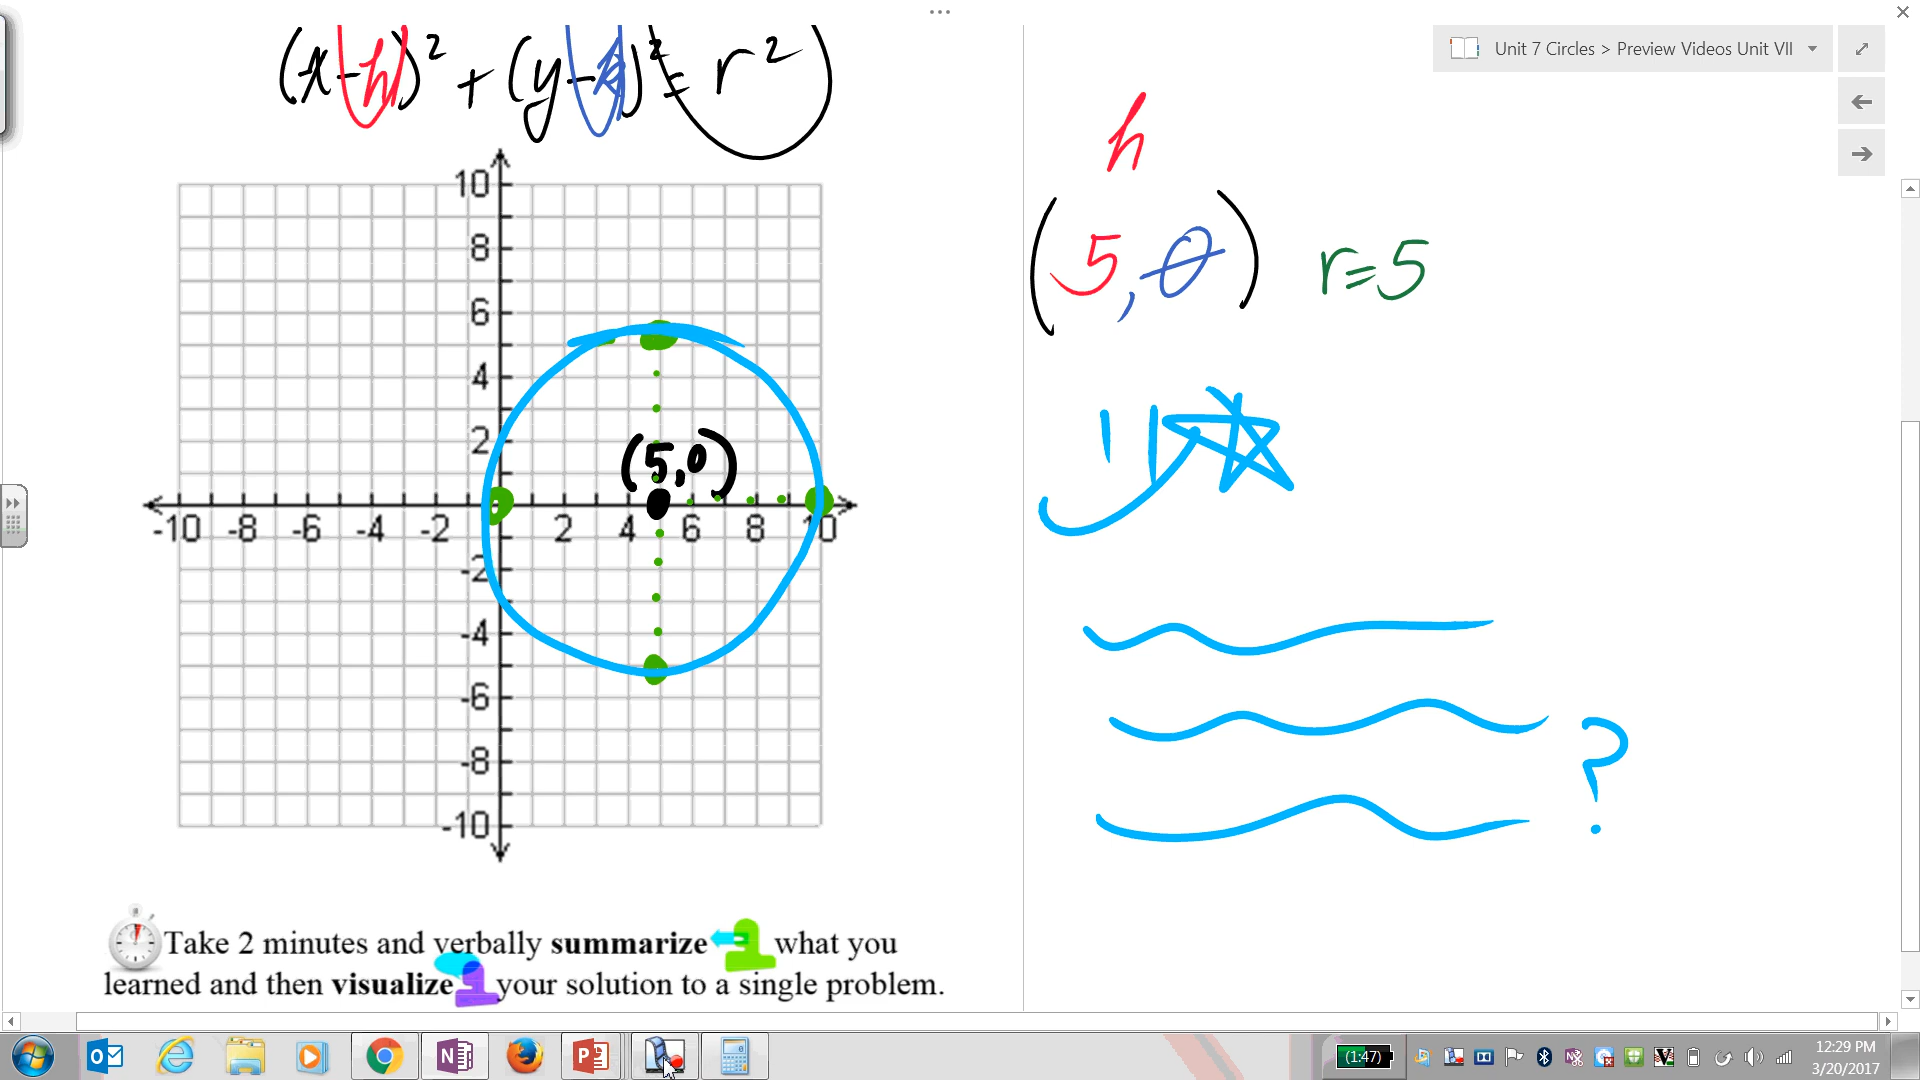 Unit 7 Circles > Preview Videos Unit VII
(x-h)² + (y-k)² = r²
h
(5,0) r=5
10
8
6
4
2
(5,0)
-10 -8 -6 -4 -2 2 4 6 8 10
-2
-4
-6
-8
-10
?
Take 2 minutes and verbally summarize what you
learned and then visualize your solution to a single problem.
(1:47)
12:29 PM
3/20/2017